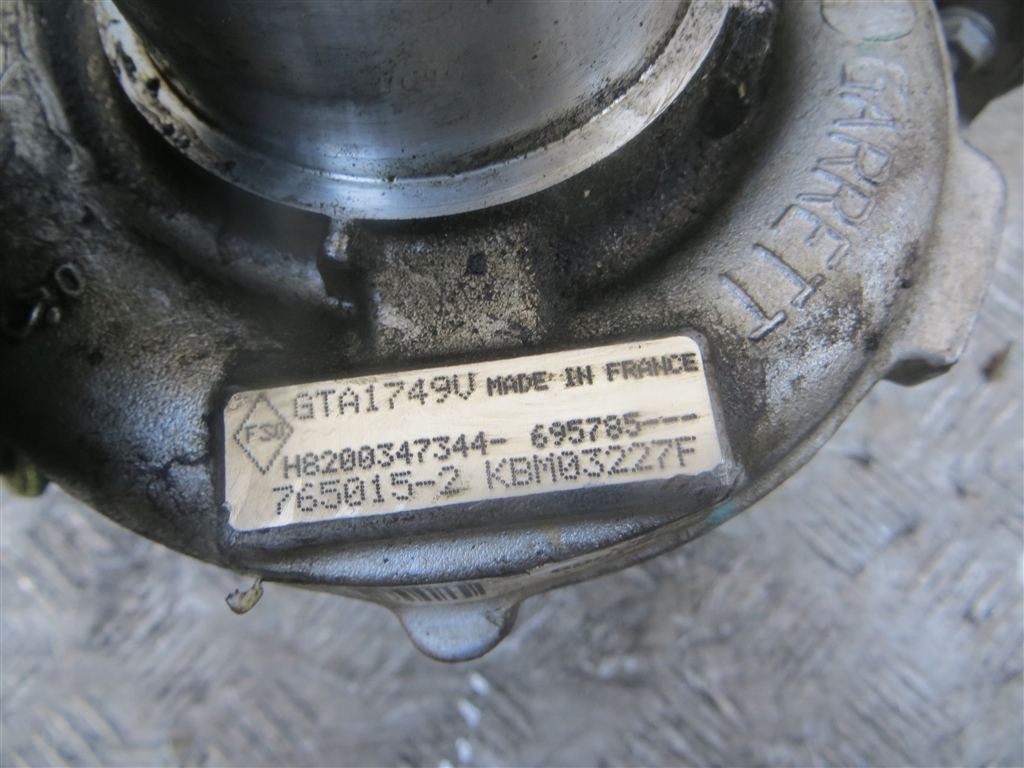 GARRETT
GTA1749V MADE IN FRANCE
FSO
H8200347344- 695785---
765015-2 KBM03227F